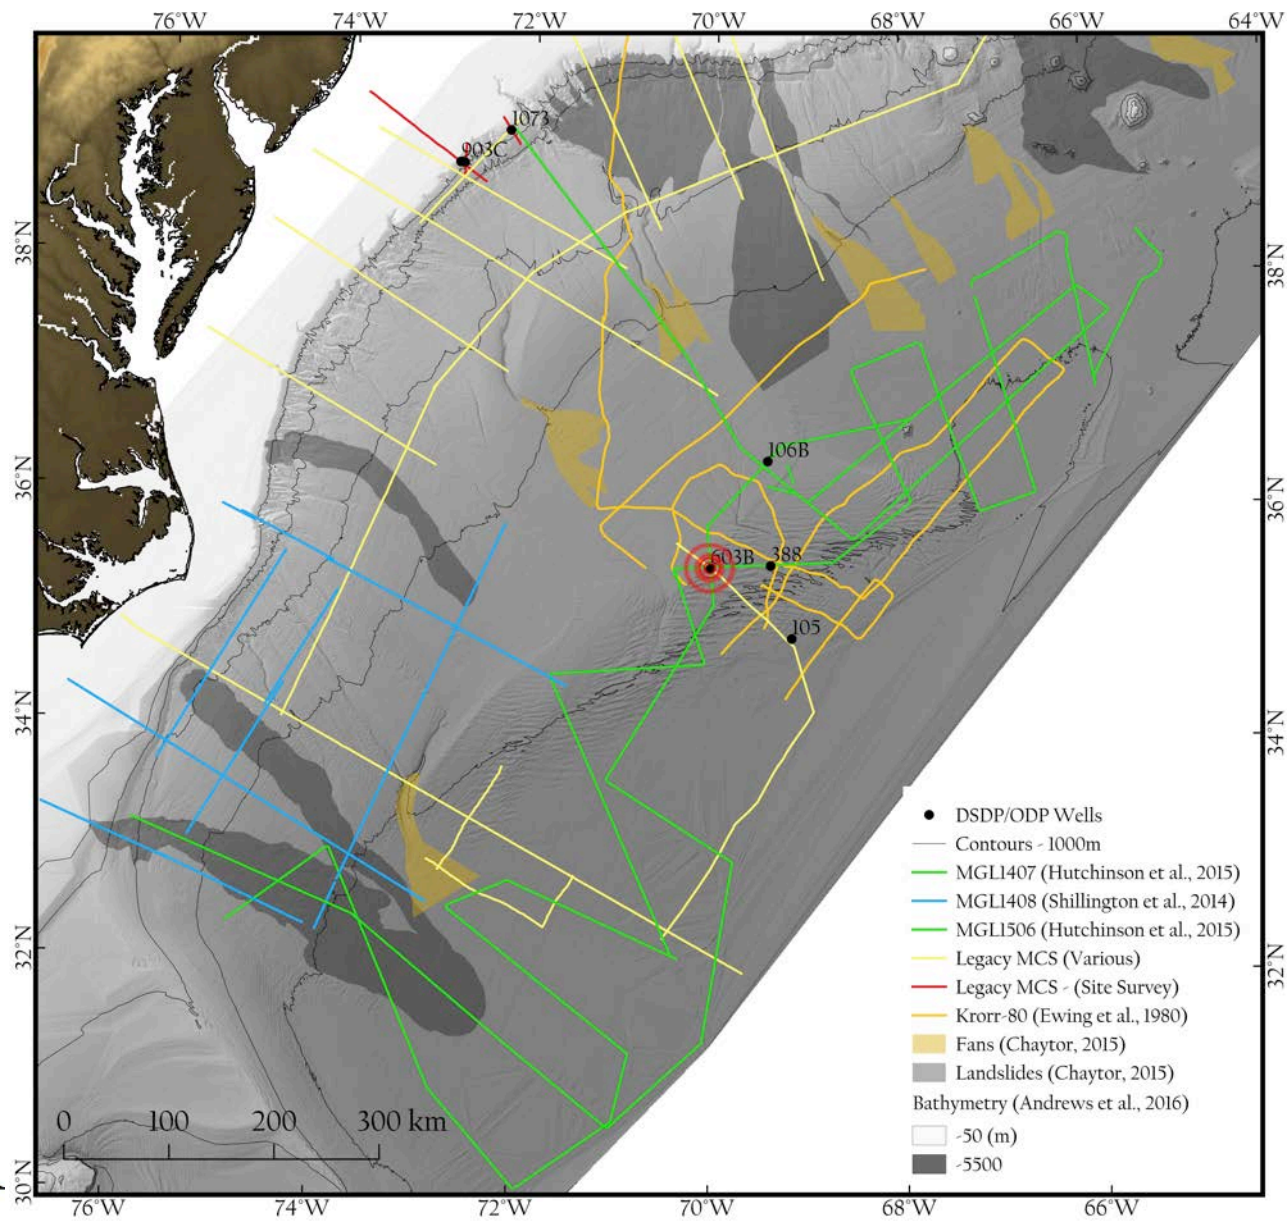 76°W 74°W 72°W 70°W 68°W 66°W 64°W
1073
903C
38°N
38°N
106B
36°N
36°N
603B
388
105
34°N
34°N
DSDP/ODP Wells
Contours - 1000m
MGL1407 (Hutchinson et al., 2015)
MGL1408 (Shillington et al., 2014)
MGL1506 (Hutchinson et al., 2015)
Legacy MCS (Various)
Legacy MCS - (Site Survey)
Krorr-80 (Ewing et al., 1980)
Fans (Chaytor, 2015)
Landslides (Chaytor, 2015)
Bathymetry (Andrews et al., 2016)
-50 (m)
-5500
32°N
32°N
0 100 200 300 km
30°N
76°W 74°W 72°W 70°W 68°W 66°W